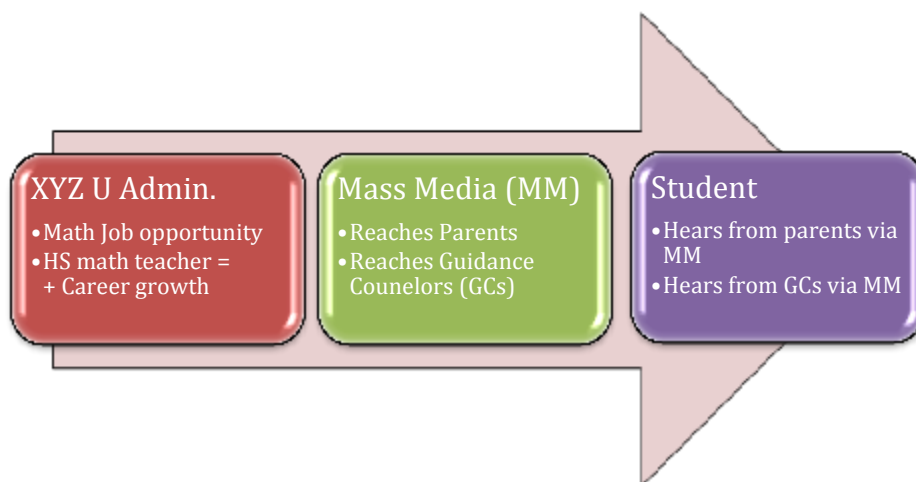 XYZ U Admin.
•Math Job opportunity
•HS math teacher =
+ Career growth
Mass Media (MM)
•Reaches Parents
•Reaches Guidance
Counelors (GCs)
Student
•Hears from parents via
MM
•Hears from GCs via MM